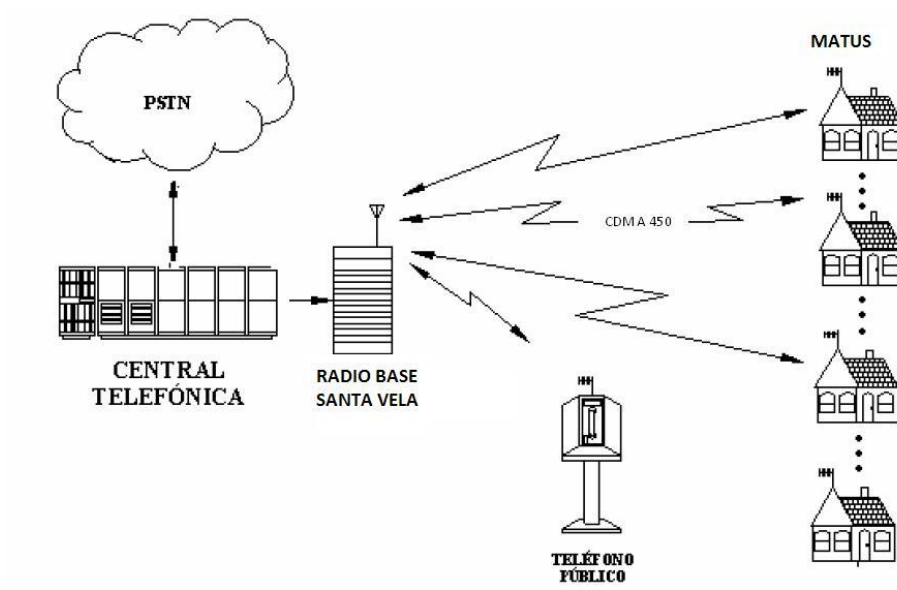 MATUS
PSTN
CDMA 450
CENTRAL
TELEFÓNICA
RADIO BASE
SANTA VELA
TELÉFONO
PÚBLICO